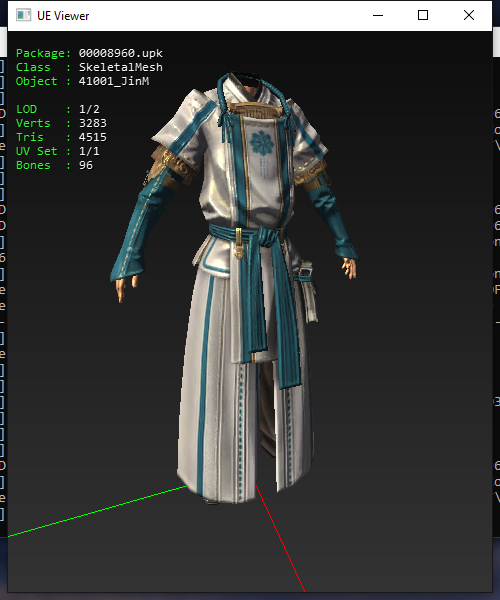 UE Viewer
Package: 00008960.upk
Class : SkeletalMesh
Object : 41001_JinM
LOD : 1/2
Verts : 3283
Tris : 4515
UV Set : 1/1
Bones : 96